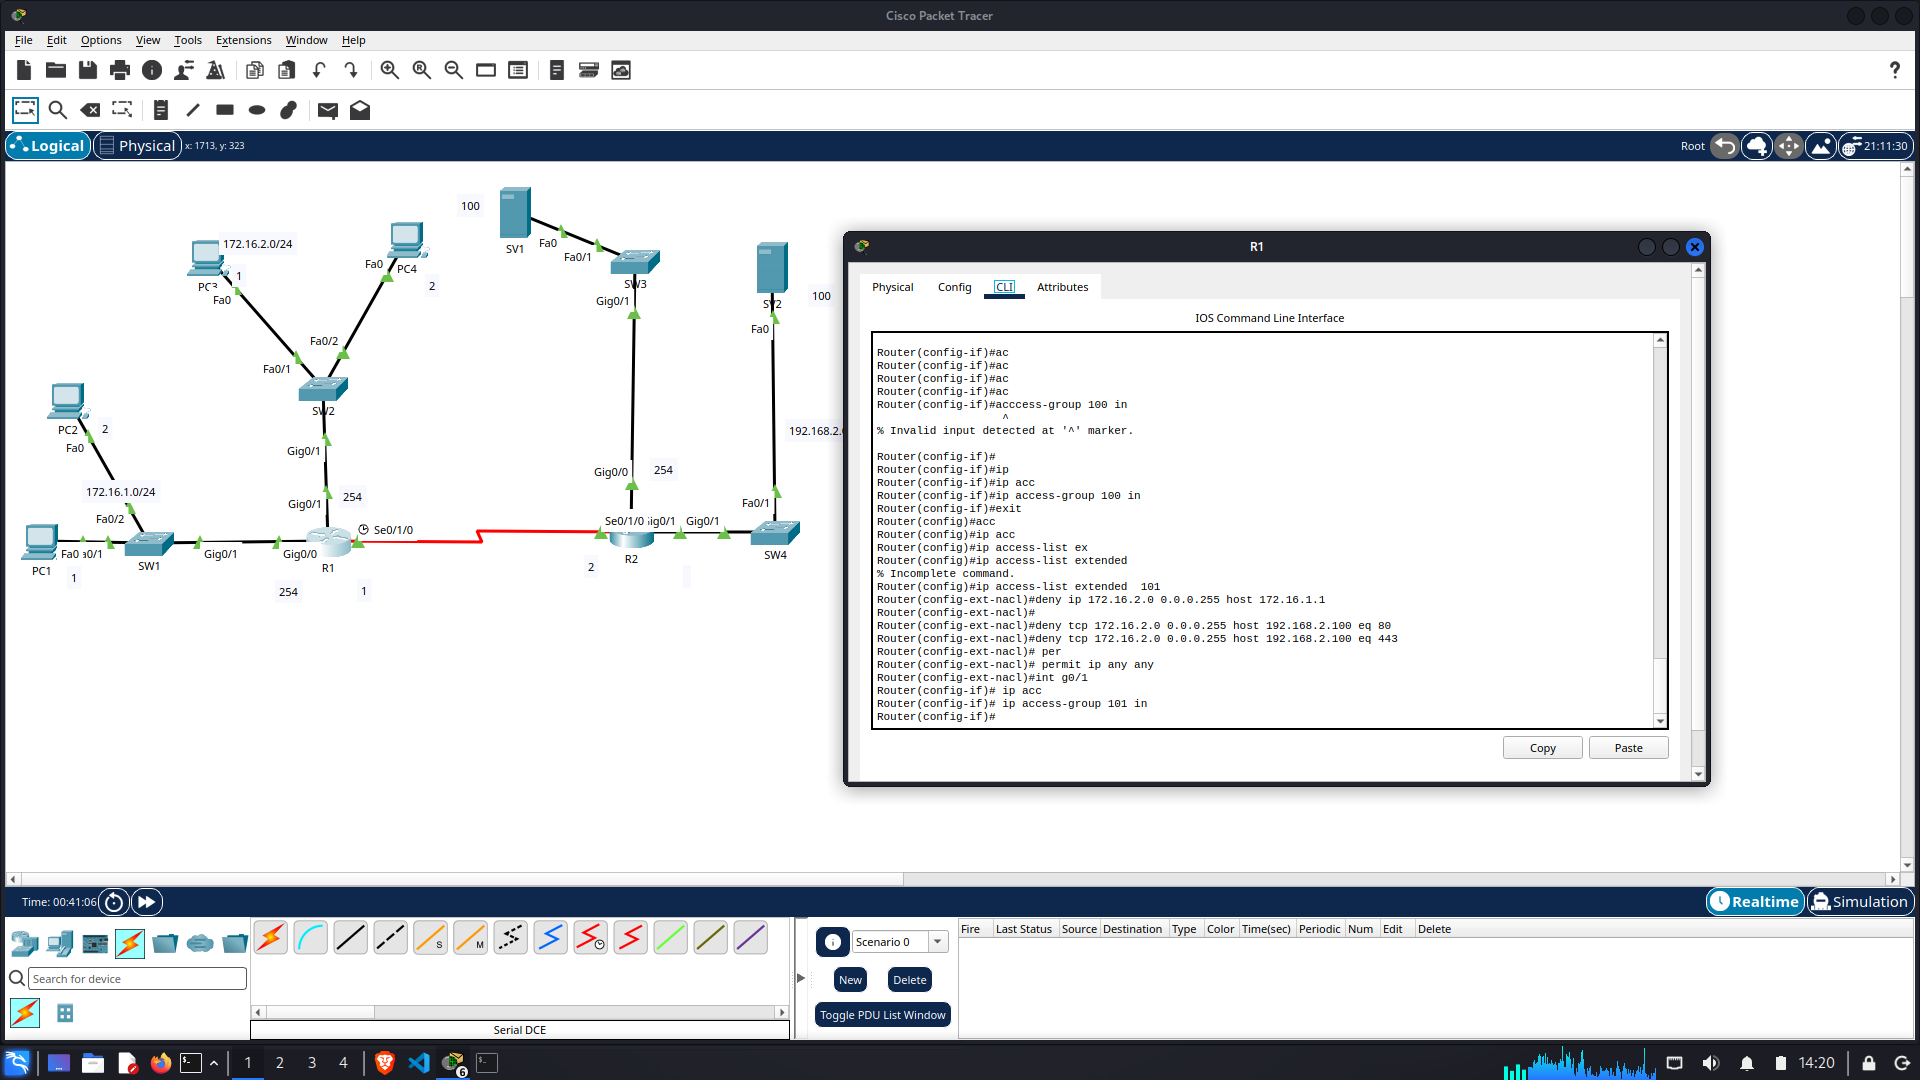 Cisco Packet Tracer
File Edit Options View Tools Extensions Window Help
Logical Physical x: 1713, y: 323
Root 21:11:30
100
SV1
Fa0
Fa0/1
SW3
Gig0/1
172.16.2.0/24
PC3
1
Fa0
Fa0
PC4
2
Fa0/2
Fa0/1
SW2
Gig0/1
SV2
100
Fa0
192.168.2.
PC2
2
Fa0
172.16.1.0/24
Fa0/2
Gig0/1
254
Gig0/0
254
Fa0/1
Se0/1/0
Se0/1/0
Gig0/1
PC1
Fa0
1
SW1
Gig0/1
Gig0/0
R1
254
1
2
R2
SW4
R1
Physical Config CLI Attributes
IOS Command Line Interface
Router(config-if)#ac
Router(config-if)#ac
Router(config-if)#ac
Router(config-if)#ac
Router(config-if)#acccess-group 100 in
^
% Invalid input detected at '^' marker.
Router(config-if)#
Router(config-if)#ip
Router(config-if)#ip acc
Router(config-if)#ip access-group 100 in
Router(config-if)#exit
Router(config)#acc
Router(config)#ip acc
Router(config)#ip access-list ex
Router(config)#ip access-list extended
% Incomplete command.
Router(config)#ip access-list extended  101
Router(config-ext-nacl)#deny ip 172.16.2.0 0.0.0.255 host 172.16.1.1
Router(config-ext-nacl)#
Router(config-ext-nacl)#deny tcp 172.16.2.0 0.0.0.255 host 192.168.2.100 eq 80
Router(config-ext-nacl)#deny tcp 172.16.2.0 0.0.0.255 host 192.168.2.100 eq 443
Router(config-ext-nacl)# per
Router(config-ext-nacl)# permit ip any any
Router(config-ext-nacl)#int g0/1
Router(config-if)# ip acc
Router(config-if)# ip access-group 101 in
Router(config-if)#
Copy Paste
Time: 00:41:06
Realtime Simulation
Search for device
S M
Serial DCE
Scenario 0
New Delete
Toggle PDU List Window
Fire Last Status Source Destination Type Color Time(sec) Periodic Num Edit Delete
1 2 3 4
6
14:20